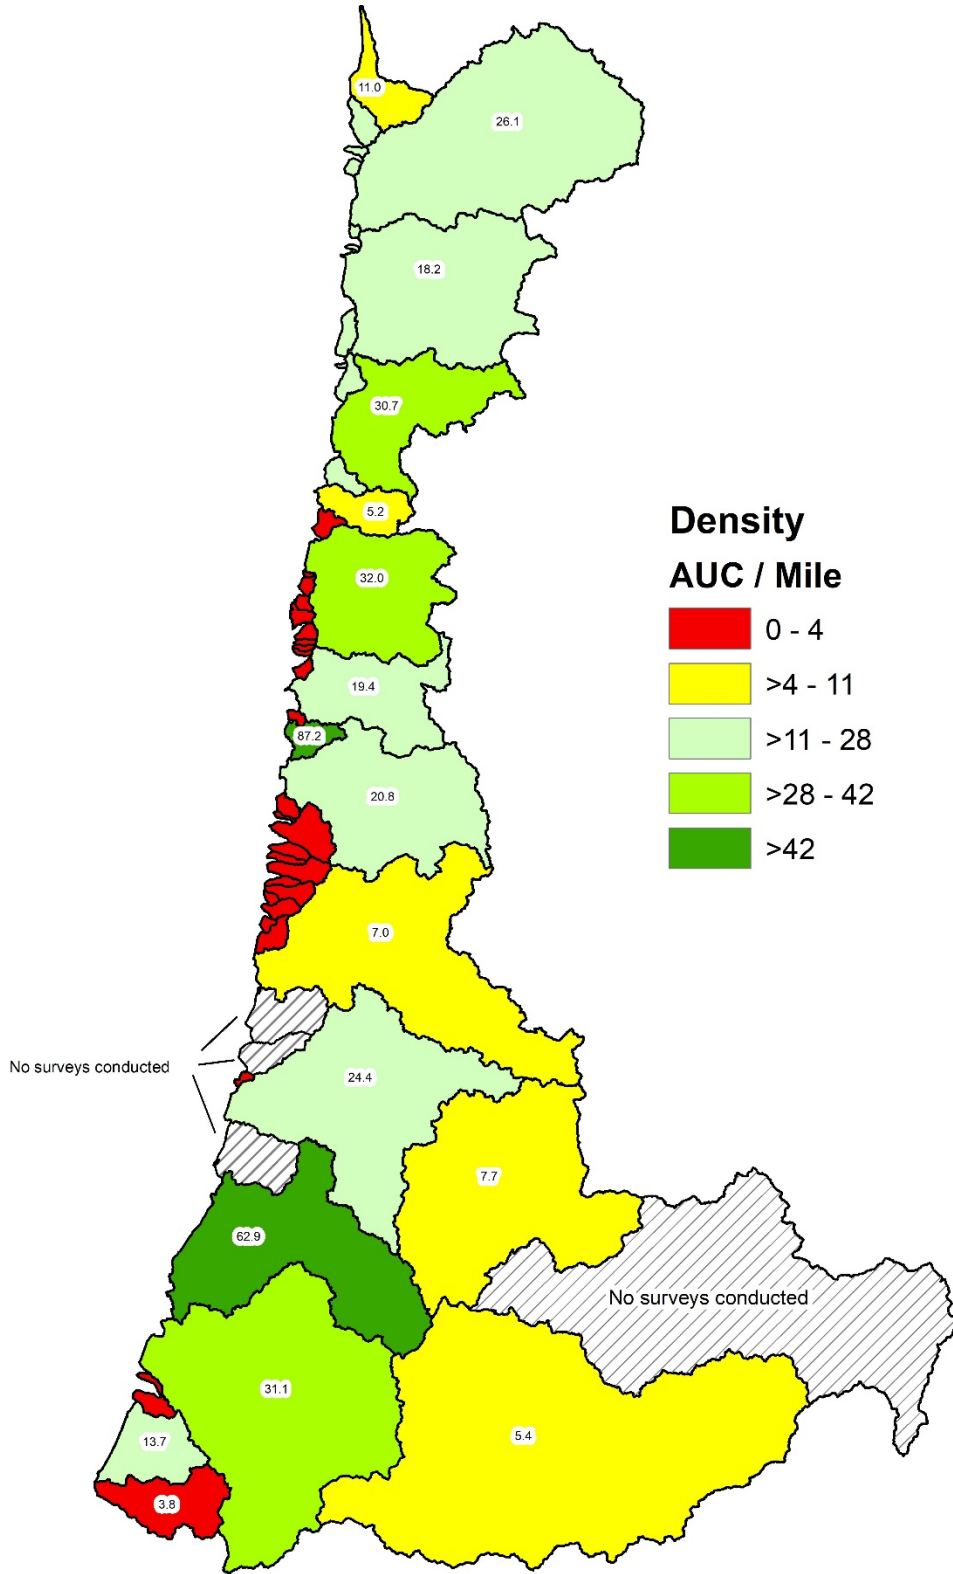 11.0
26.1
18.2
30.7
5.2
32.0
19.4
87.2
20.8
7.0
24.4
7.7
62.9
31.1
5.4
13.7
3.8
No surveys conducted
No surveys conducted
Density
AUC / Mile
0 - 4
>4 - 11
>11 - 28
>28 - 42
>42